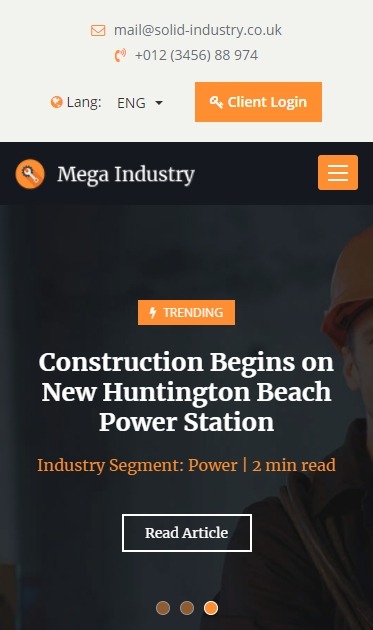 mail@solid-industry.co.uk
+012 (3456) 88 974
Lang: ENG Client Login
Mega Industry
TRENDING
Construction Begins on
New Huntington Beach
Power Station
Industry Segment: Power | 2 min read
Read Article